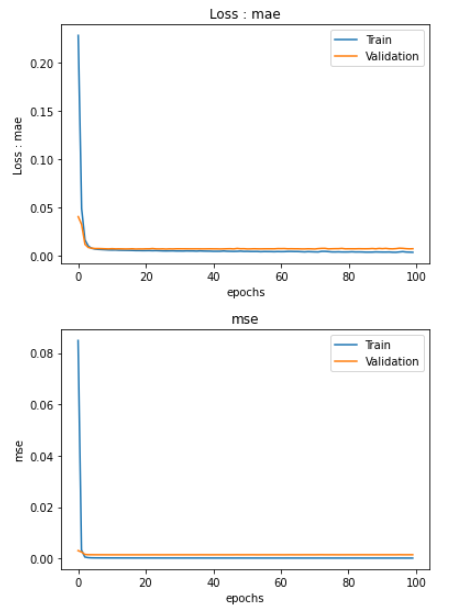 Loss : mae
Train
Validation
0.20
0.15
0.10
0.05
0.00
Loss : mae
0 20 40 60 80 100
epochs
mse
Train
Validation
0.08
0.06
0.04
0.02
0.00
mse
0 20 40 60 80 100
epochs